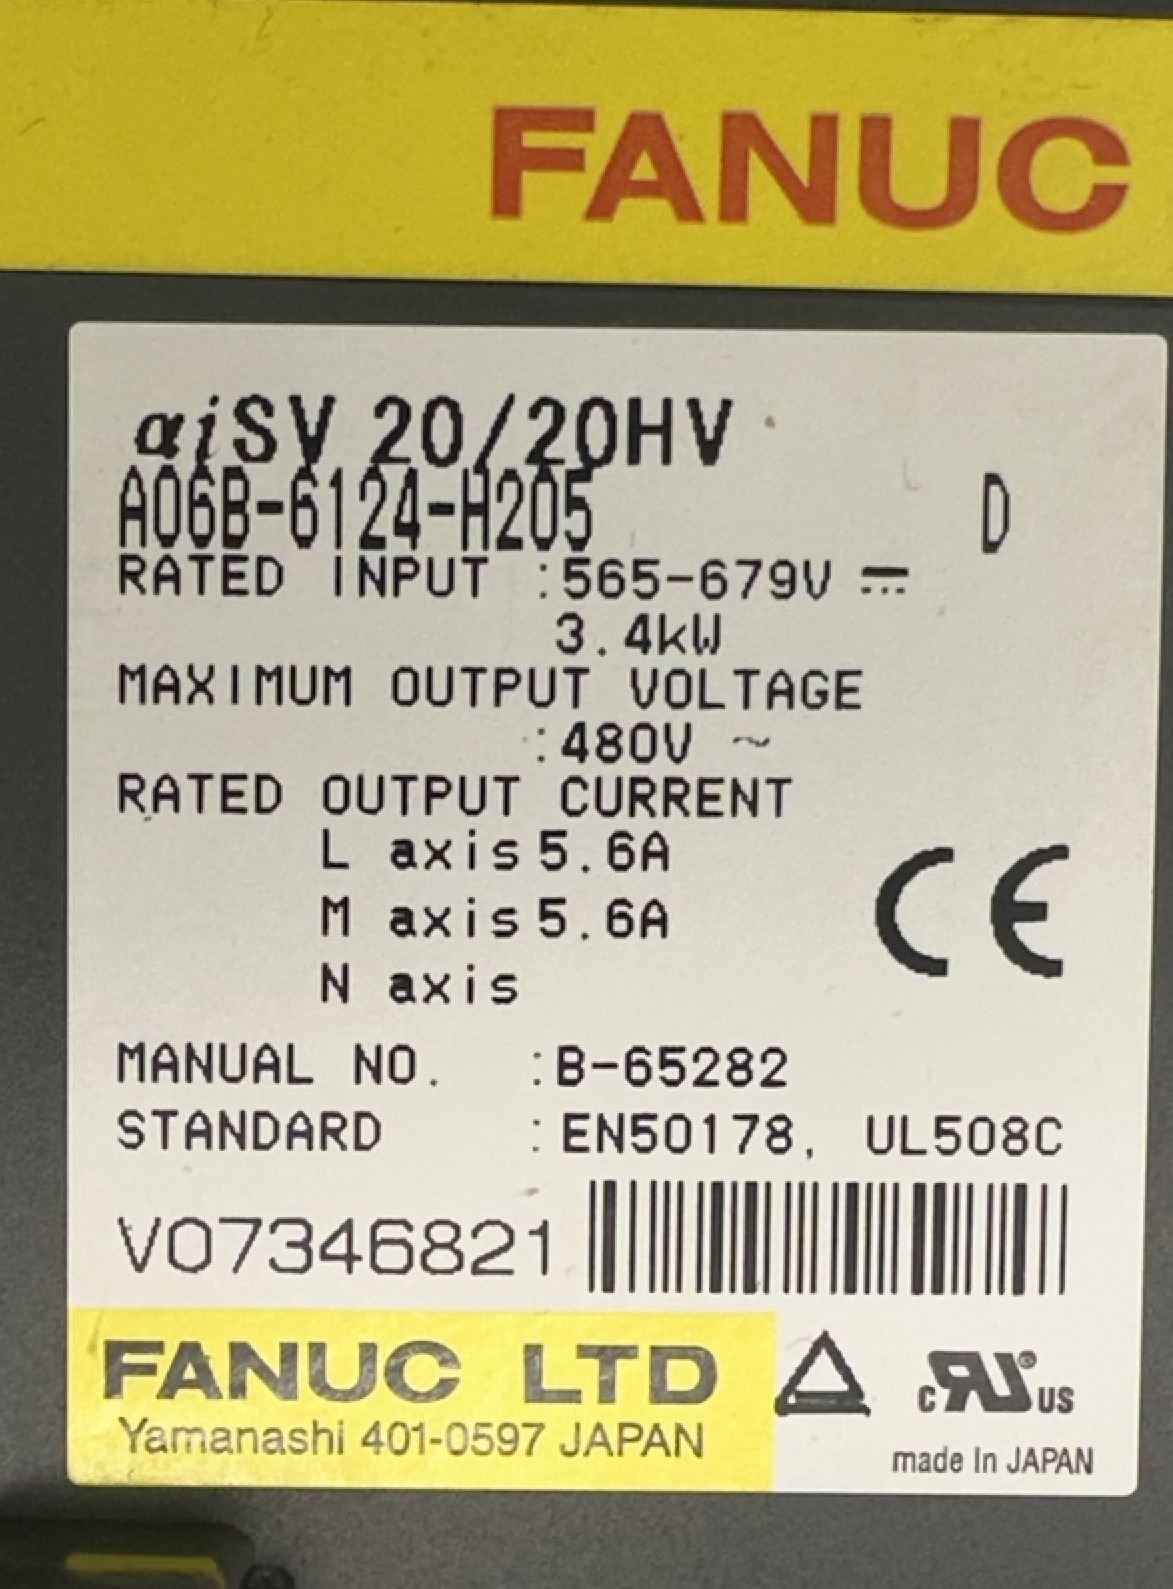 FANUC
αiSV 20/20HV
A06B-6124-H205 D
RATED INPUT :565-679V ⎓
3.4kW
MAXIMUM OUTPUT VOLTAGE
:480V ~
RATED OUTPUT CURRENT
L axis 5.6A
M axis 5.6A
N axis
CE
MANUAL NO. :B-65282
STANDARD :EN50178, UL508C
V07346821
FANUC LTD
Yamanashi 401-0597 JAPAN
c RU ® US
made In JAPAN